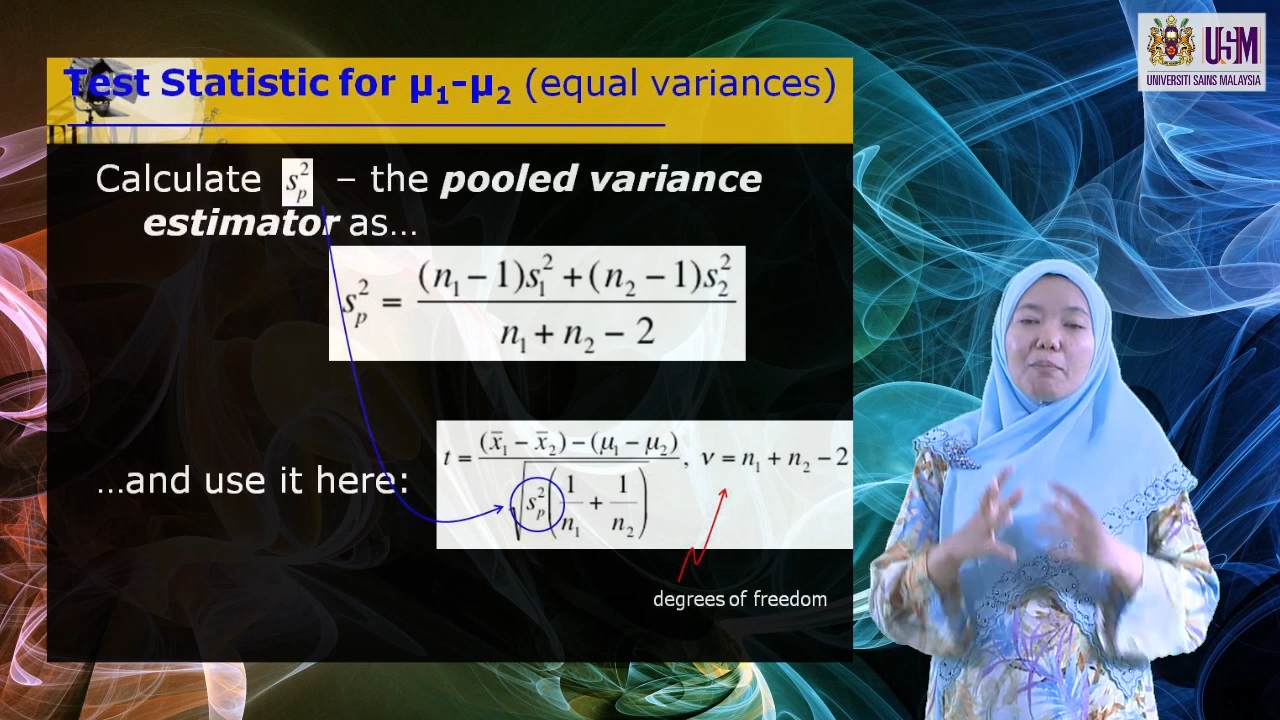 USM
UNIVERSITI SAINS MALAYSIA
Test Statistic for μ₁-μ₂ (equal variances)
Calculate s²ₚ – the pooled variance
estimator as…
s²ₚ = ((n₁ − 1)s₁² + (n₂ − 1)s₂²) / (n₁ + n₂ − 2)
…and use it here:
t = ((x̄₁ − x̄₂) − (μ₁ − μ₂)) / √(s²ₚ(1/n₁ + 1/n₂)), ν = n₁ + n₂ − 2
degrees of freedom